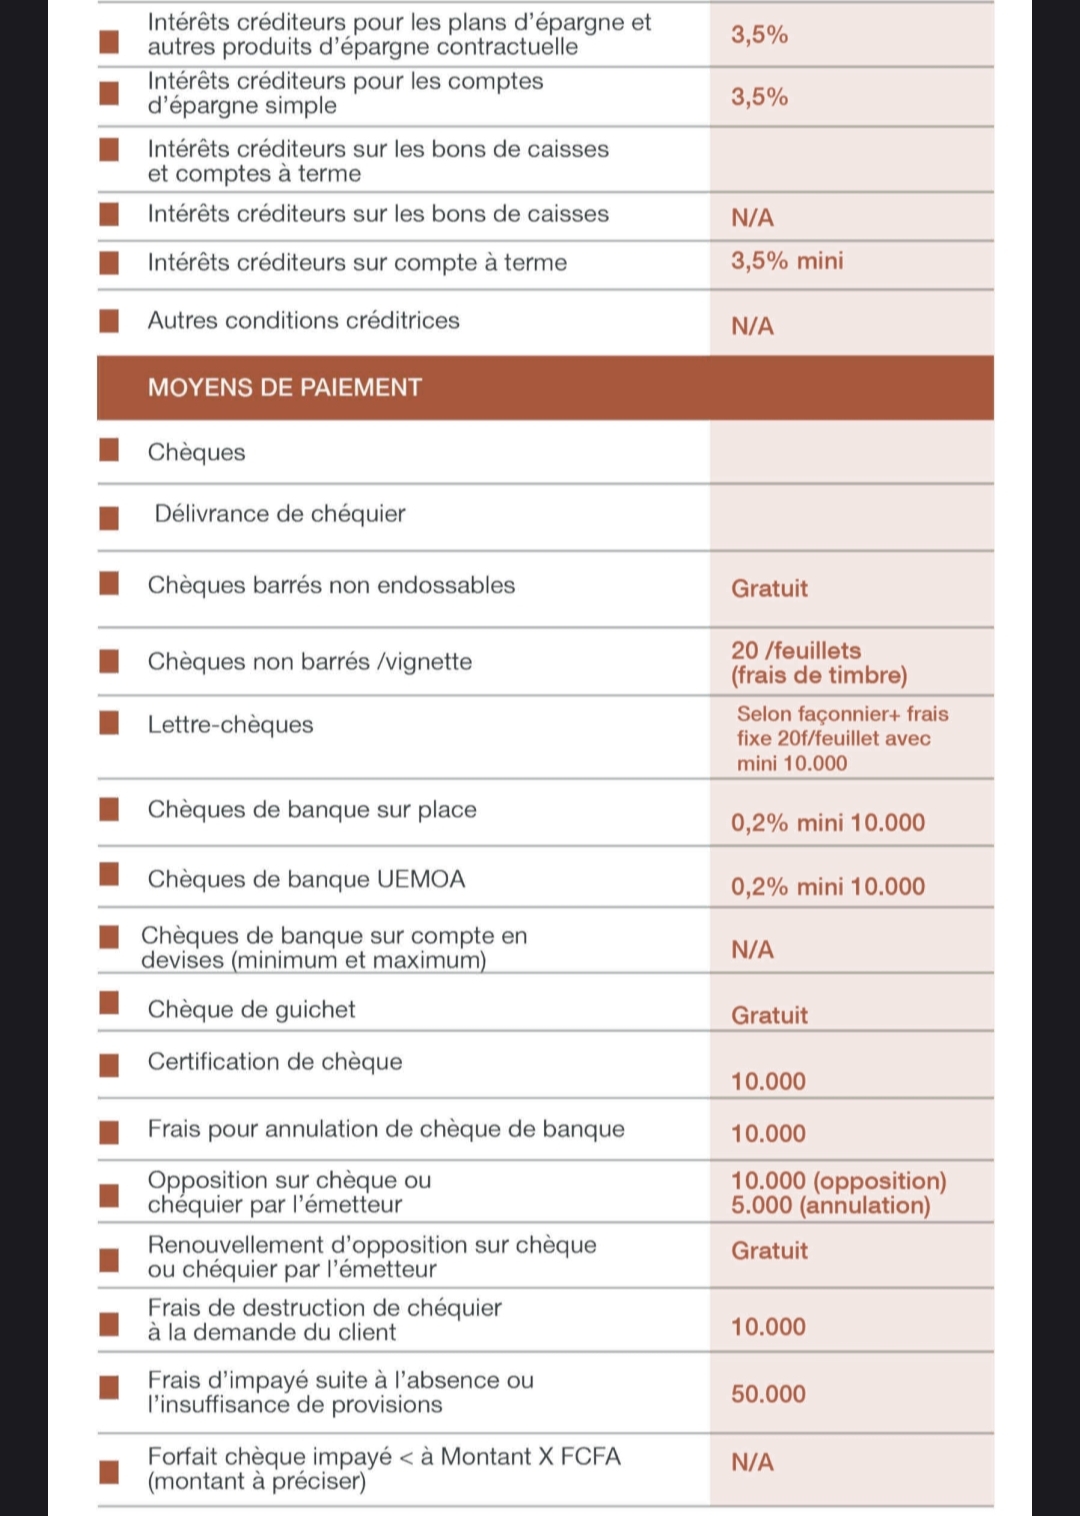 Intérêts créditeurs pour les plans d'épargne et
autres produits d'épargne contractuelle
3,5%
Intérêts créditeurs pour les comptes
d'épargne simple
3,5%
Intérêts créditeurs sur les bons de caisses
et comptes à terme
Intérêts créditeurs sur les bons de caisses
N/A
Intérêts créditeurs sur compte à terme
3,5% mini
Autres conditions créditrices
N/A
MOYENS DE PAIEMENT
Chèques
Délivrance de chéquier
Chèques barrés non endossables
Gratuit
Chèques non barrés /vignette
20 /feuillets
(frais de timbre)
Lettre-chèques
Selon façonnier+ frais
fixe 20f/feuillet avec
mini 10.000
Chèques de banque sur place
0,2% mini 10.000
Chèques de banque UEMOA
0,2% mini 10.000
Chèques de banque sur compte en
devises (minimum et maximum)
N/A
Chèque de guichet
Gratuit
Certification de chèque
10.000
Frais pour annulation de chèque de banque
10.000
Opposition sur chèque ou
chéquier par l'émetteur
10.000 (opposition)
5.000 (annulation)
Renouvellement d'opposition sur chèque
ou chéquier par l'émetteur
Gratuit
Frais de destruction de chéquier
à la demande du client
10.000
Frais d'impayé suite à l'absence ou
l'insuffisance de provisions
50.000
Forfait chèque impayé < à Montant X FCFA
(montant à préciser)
N/A